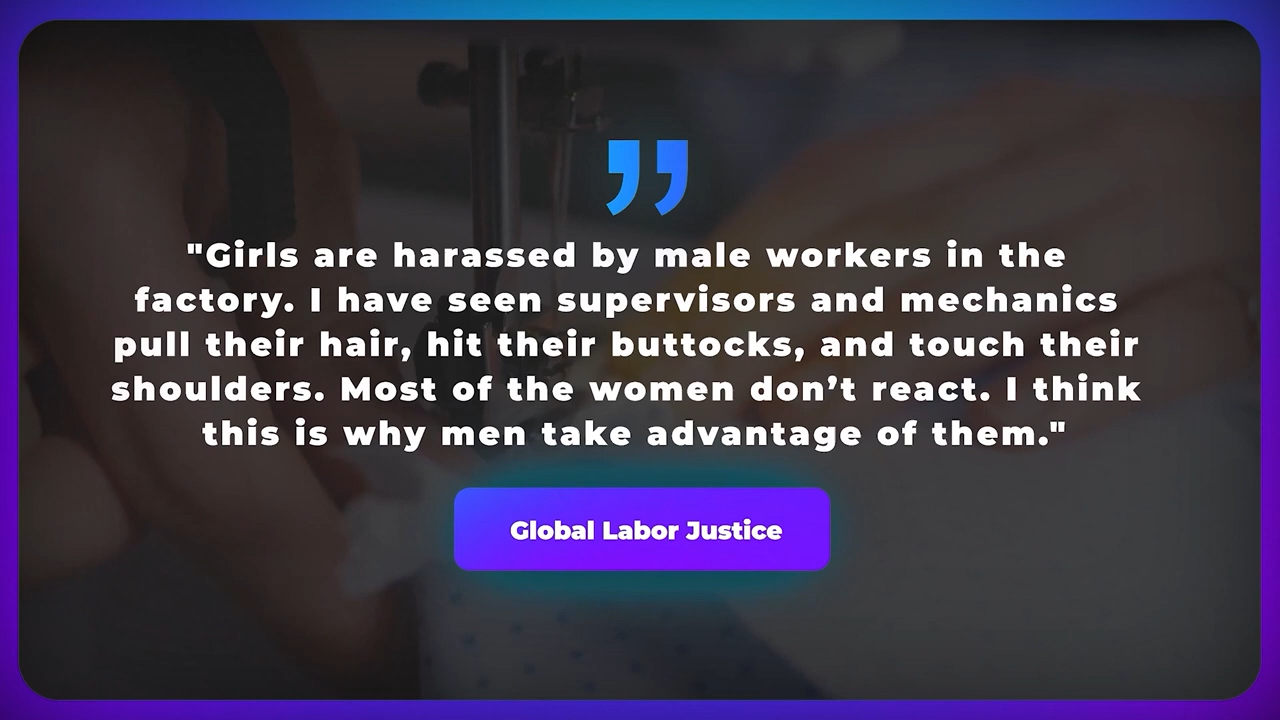 "Girls are harassed by male workers in the
factory. I have seen supervisors and mechanics
pull their hair, hit their buttocks, and touch their
shoulders. Most of the women don’t react. I think
this is why men take advantage of them."
Global Labor Justice